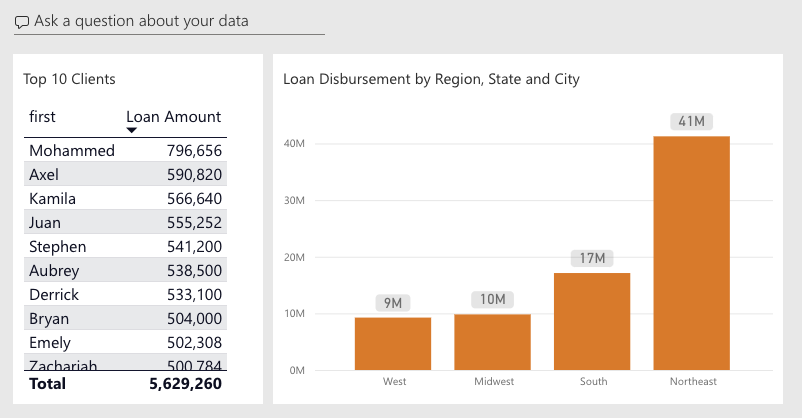 Ask a question about your data
Top 10 Clients
first Loan Amount
Mohammed 796,656
Axel 590,820
Kamila 566,640
Juan 555,252
Stephen 541,200
Aubrey 538,500
Derrick 533,100
Bryan 504,000
Emely 502,308
Zachariah 500,784
Total 5,629,260
Loan Disbursement by Region, State and City
40M
30M
20M
10M
0M
9M
10M
17M
41M
West Midwest South Northeast